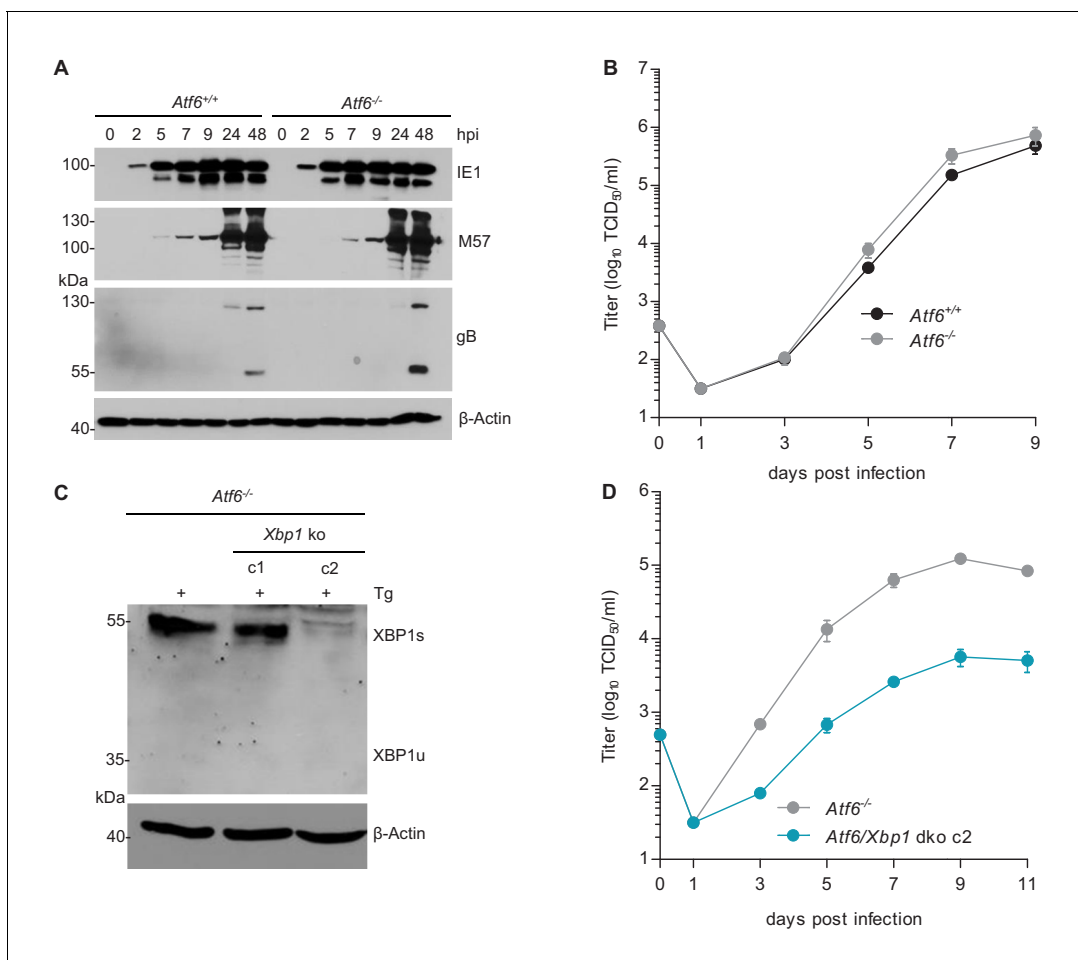 A
Atf6+/+ Atf6-/-
0 2 5 7 9 24 48 0 2 5 7 9 24 48 hpi
100
IE1
130
M57
100
kDa
130
gB
55
β-Actin
40
B
7
6
5
4
3
2
1
Titer (log10 TCID50/ml)
Atf6+/+
Atf6-/-
0 1 3 5 7 9
days post infection
C
Atf6-/-
Xbp1 ko
c1 c2
+ + + Tg
55
XBP1s
35
XBP1u
kDa
40
β-Actin
D
6
5
4
3
2
1
Titer (log10 TCID50/ml)
Atf6-/-
Atf6/Xbp1 dko c2
0 1 3 5 7 9 11
days post infection